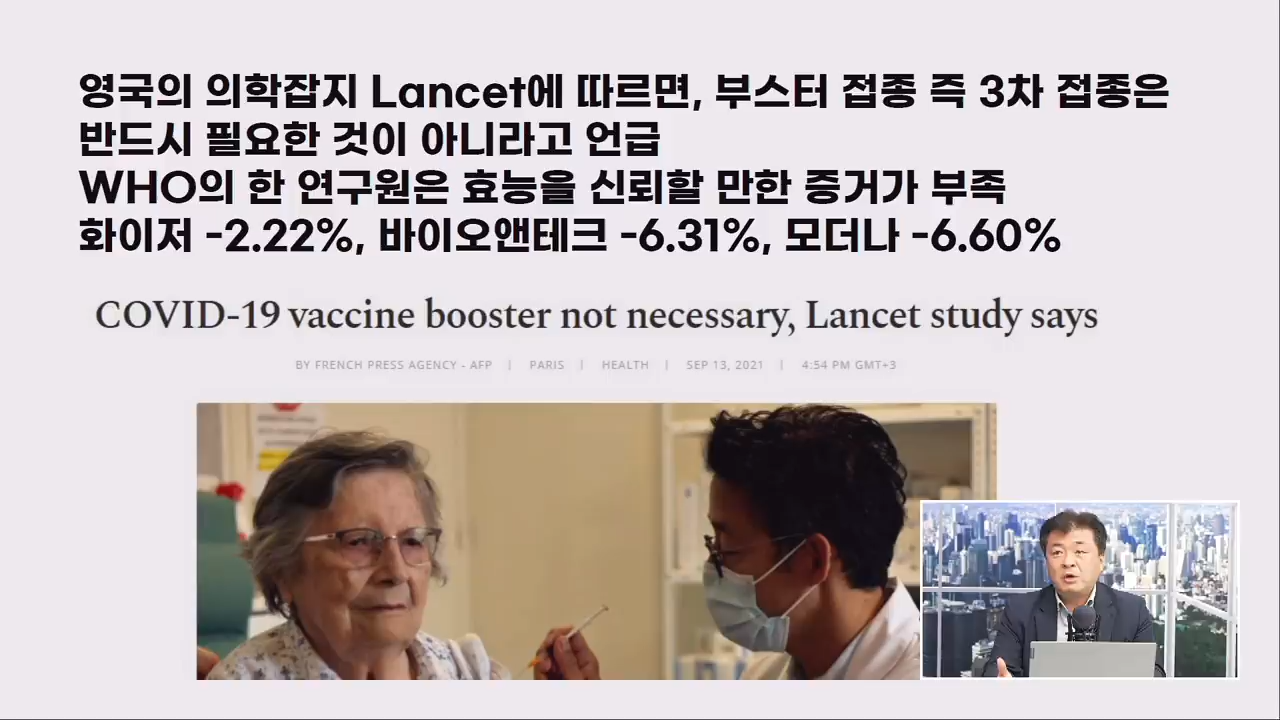 영국의 의학잡지 Lancet에 따르면, 부스터 접종 즉 3차 접종은
반드시 필요한 것이 아니라고 언급
WHO의 한 연구원은 효능을 신뢰할 만한 증거가 부족
화이저 -2.22%, 바이오앤테크 -6.31%, 모더나 -6.60%
COVID-19 vaccine booster not necessary, Lancet study says
BY FRENCH PRESS AGENCY - AFP | PARIS | HEALTH | SEP 13, 2021 | 4:54 PM GMT+3